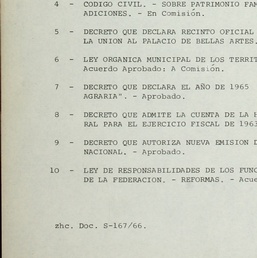 4 - CODIGO CIVIL. - SOBRE PATRIMONIO FAM
ADICIONES. - En Comisión.
5 - DECRETO QUE DECLARA RECINTO OFICIAL
LA UNION AL PALACIO DE BELLAS ARTES.
6 - LEY ORGANICA MUNICIPAL DE LOS TERRIT
Acuerdo Aprobado: A Comisión.
7 - DECRETO QUE DECLARA EL AÑO DE 1965
AGRARIA". - Aprobado.
8 - DECRETO QUE ADMITE LA CUENTA DE LA H
RAL PARA EL EJERCICIO FISCAL DE 1963
9 - DECRETO QUE AUTORIZA NUEVA EMISION D
NACIONAL. - Aprobado.
10 - LEY DE RESPONSABILIDADES DE LOS FUNC
DE LA FEDERACION. - REFORMAS. - Acue
zhc. Doc. S-167/66.